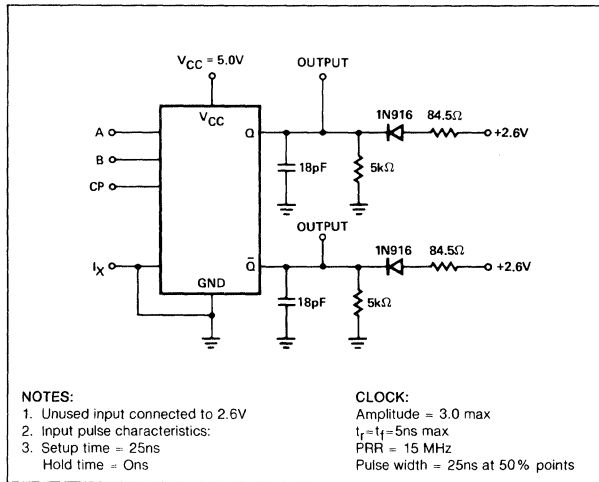 V_CC = 5.0V
OUTPUT
1N916
84.5Ω
+2.6V
V_CC
A
Q
B
18pF
5kΩ
CP
OUTPUT
1N916
84.5Ω
+2.6V
I_X
Q̄
GND
18pF
5kΩ
NOTES:
1. Unused input connected to 2.6V
2. Input pulse characteristics:
3. Setup time = 25ns
Hold time = Ons
CLOCK:
Amplitude = 3.0 max
t_r=t_f=5ns max
PRR = 15 MHz
Pulse width = 25ns at 50% points